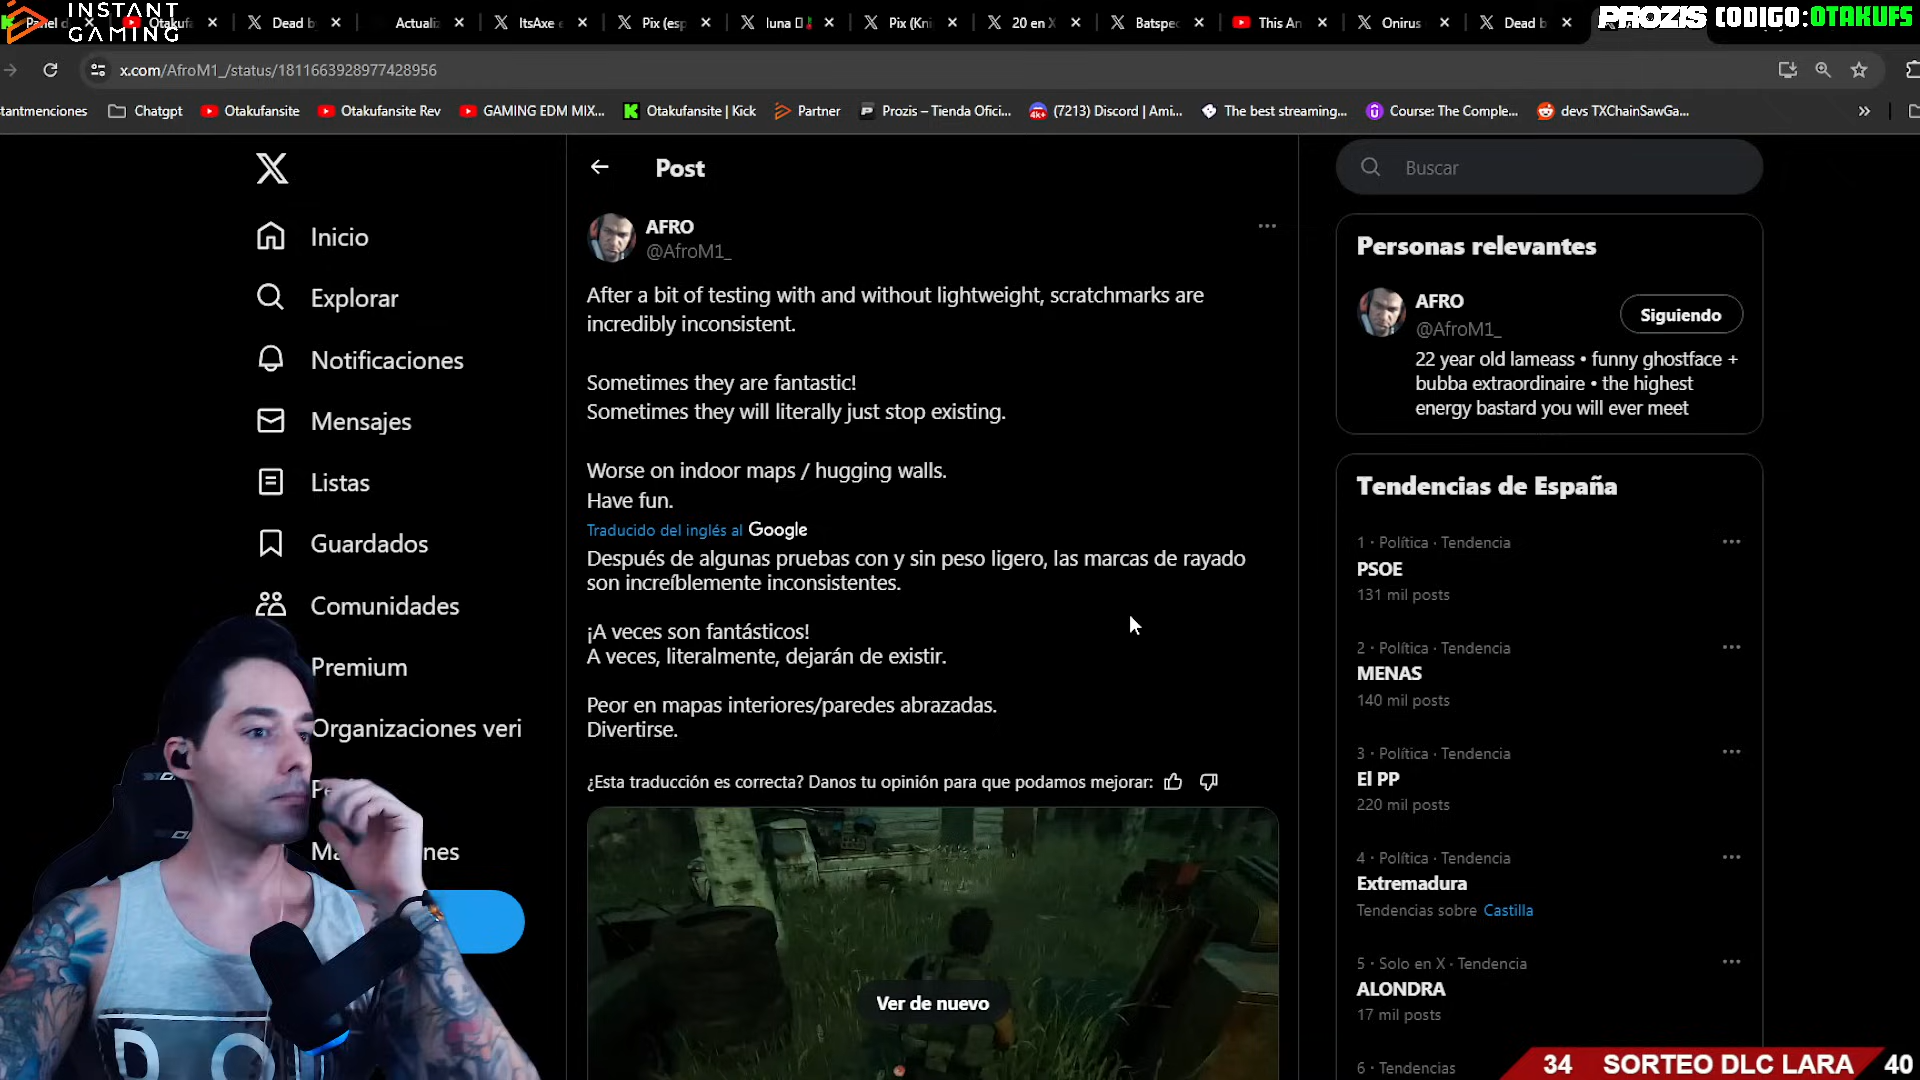 INSTANT
GAMING
Panel d
Otakuf
Dead b
Actualiz
ItsAxe e
Pix (esp
luna
Pix (Kni
20 en X
Batspec
This An
Onirus
Dead b
PROZIS CODIGO:OTAKUFS
x.com/AfroM1_/status/1811663928977428956
stantmenciones
Chatgpt
Otakufansite
Otakufansite Rev
GAMING EDM MIX...
Otakufansite | Kick
Partner
Prozis – Tienda Ofici...
(7213) Discord | Ami...
The best streaming...
Course: The Comple...
devs TXChainSawGa...
Inicio
Explorar
Notificaciones
Mensajes
Listas
Guardados
Comunidades
Premium
Organizaciones veri
Post
AFRO
@AfroM1_
After a bit of testing with and without lightweight, scratchmarks are
incredibly inconsistent.
Sometimes they are fantastic!
Sometimes they will literally just stop existing.
Worse on indoor maps / hugging walls.
Have fun.
Traducido del inglés al Google
Después de algunas pruebas con y sin peso ligero, las marcas de rayado
son increíblemente inconsistentes.
¡A veces son fantásticos!
A veces, literalmente, dejarán de existir.
Peor en mapas interiores/paredes abrazadas.
Divertirse.
¿Esta traducción es correcta? Danos tu opinión para que podamos mejorar:
Ver de nuevo
Buscar
Personas relevantes
AFRO
@AfroM1_
Siguiendo
22 year old lameass • funny ghostface +
bubba extraordinaire • the highest
energy bastard you will ever meet
Tendencias de España
1 · Política · Tendencia
PSOE
131 mil posts
2 · Política · Tendencia
MENAS
140 mil posts
3 · Política · Tendencia
El PP
220 mil posts
4 · Política · Tendencia
Extremadura
Tendencias sobre Castilla
5 · Solo en X · Tendencia
ALONDRA
17 mil posts
6 · Tendencias
34 SORTEO DLC LARA 40